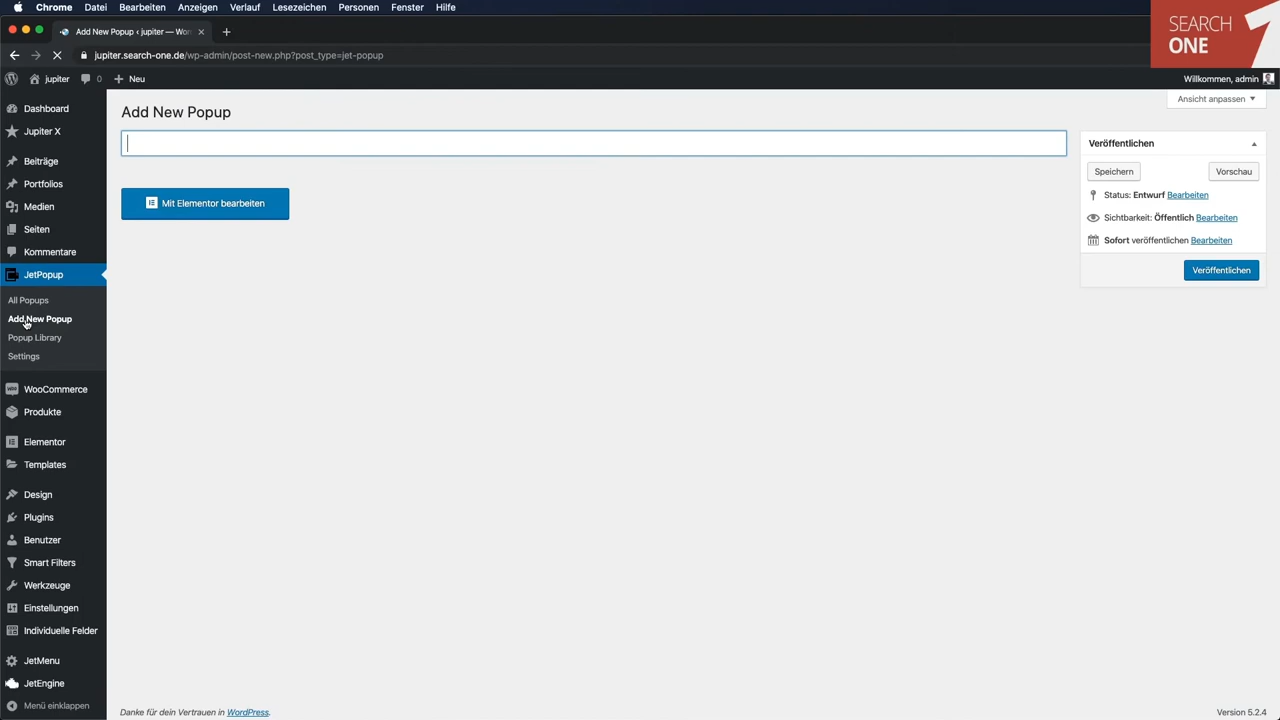 Chrome Datei Bearbeiten Anzeigen Verlauf Lesezeichen Personen Fenster Hilfe
SEARCH
ONE
Add New Popup ‹ jupiter — Wor
jupiter.search-one.de/wp-admin/post-new.php?post_type=jet-popup
jupiter 0 Neu
Willkommen, admin
Ansicht anpassen
Dashboard
Jupiter X
Beiträge
Portfolios
Medien
Seiten
Kommentare
JetPopup
All Popups
Add New Popup
Popup Library
Settings
WooCommerce
Produkte
Elementor
Templates
Design
Plugins
Benutzer
Smart Filters
Werkzeuge
Einstellungen
Individuelle Felder
JetMenu
JetEngine
Menü einklappen
Add New Popup
Mit Elementor bearbeiten
Veröffentlichen
Speichern Vorschau
Status: Entwurf Bearbeiten
Sichtbarkeit: Öffentlich Bearbeiten
Sofort veröffentlichen Bearbeiten
Veröffentlichen
Danke für dein Vertrauen in WordPress.
Version 5.2.4